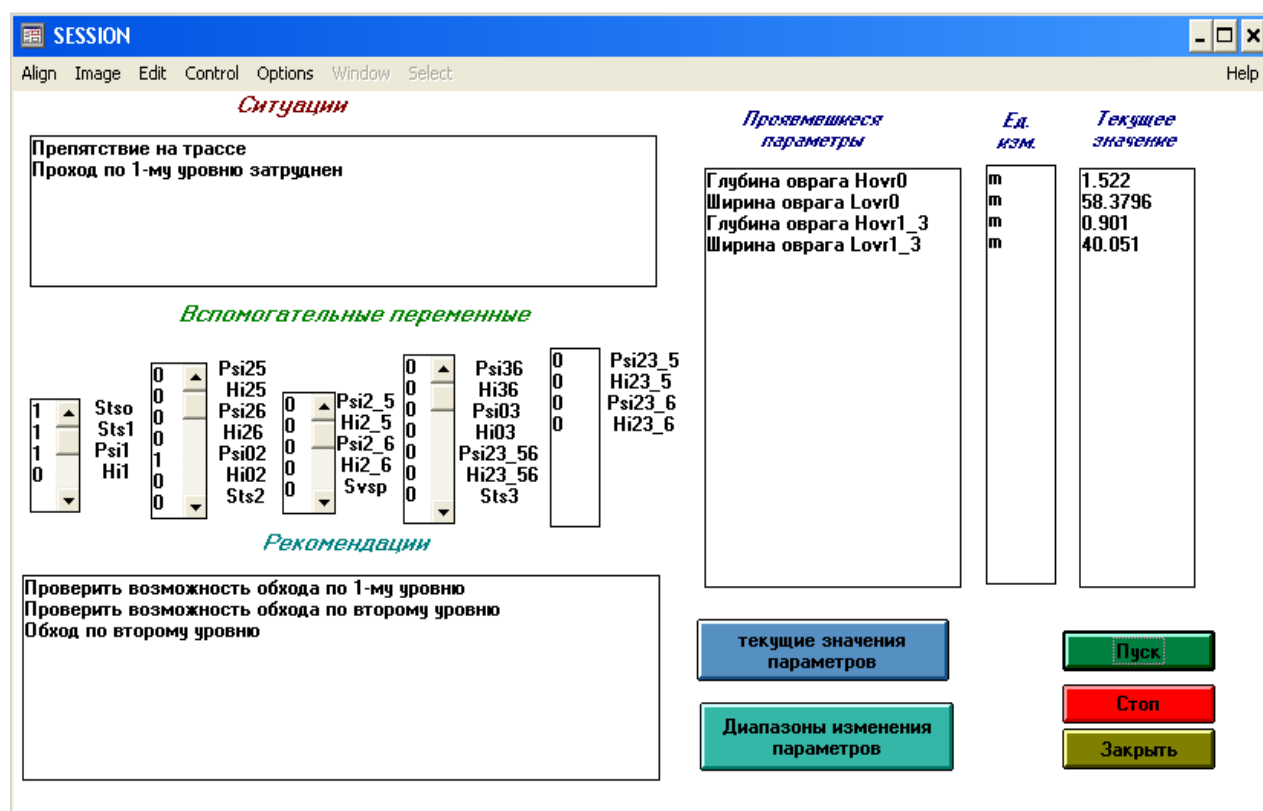 SESSION
Align Image Edit Control Options Window Select Help
Ситуации
Препятствие на трассе
Проход по 1-му уровню затруднен
Вспомогательные переменные
1
1
1
0
Stso
Sts1
Psi1
Hi1
0
0
0
0
1
0
0
Psi25
Hi25
Psi26
Hi26
Psi02
Hi02
Sts2
0
0
0
0
0
Psi2_5
Hi2_5
Psi2_6
Hi2_6
Svsp
0
0
0
0
0
0
0
Psi36
Hi36
Psi03
Hi03
Psi23_56
Hi23_56
Sts3
0
0
0
0
Psi23_5
Hi23_5
Psi23_6
Hi23_6
Рекомендации
Проверить возможность обхода по 1-му уровню
Проверить возможность обхода по второму уровню
Обход по второму уровню
Проявившиеся
параметры
Ед.
изм.
Текущее
значение
Глубина оврага Hovr0 m 1.522
Ширина оврага Lovr0 m 58.3796
Глубина оврага Hovr1_3 m 0.901
Ширина оврага Lovr1_3 m 40.051
текущие значения
параметров
Диапазоны изменения
параметров
Пуск
Стоп
Закрыть